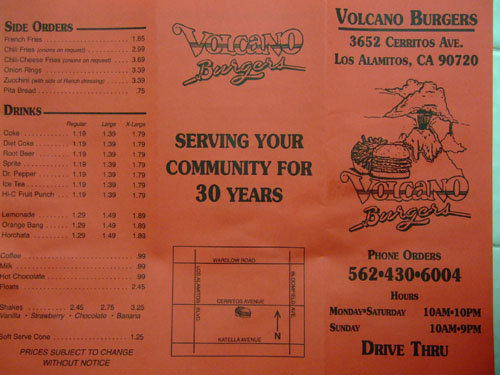 SIDE ORDERS
French Fries 1.85
Chili Fries (onions on request) 2.99
Chili-Cheese Fries (onions on request) 3.69
Onion Rings 3.39
Zucchini (with side of Ranch dressing) 3.59
Pita Bread .75
DRINKS
Regular Large X-Large
Coke 1.19 1.39 1.79
Diet Coke 1.19 1.39 1.79
Root Beer 1.19 1.39 1.79
Sprite 1.19 1.39 1.79
Dr. Pepper 1.19 1.39 1.79
Ice Tea 1.19 1.39 1.79
Hi-C Fruit Punch 1.19 1.39 1.79
Lemonade 1.29 1.49 1.89
Orange Bang 1.29 1.49 1.89
Horchata 1.29 1.49 1.89
Coffee .99
Milk .99
Hot Chocolate .99
Floats 2.45
Shakes 2.45 2.75 3.25
Vanilla • Strawberry • Chocolate • Banana
Soft Serve Cone 1.25
PRICES SUBJECT TO CHANGE
WITHOUT NOTICE
VOLCANO
Burgers
SERVING YOUR
COMMUNITY FOR
30 YEARS
WARDLOW ROAD
LOS ALAMITOS BLVD.
CERRITOS AVENUE
BLOOMFIELD AVE.
N
KATELLA AVENUE
VOLCANO BURGERS
3652 CERRITOS AVE.
LOS ALAMITOS, CA 90720
VOLCANO
Burgers
PHONE ORDERS
562•430•6004
HOURS
MONDAY•SATURDAY 10AM•10PM
SUNDAY 10AM•9PM
DRIVE THRU